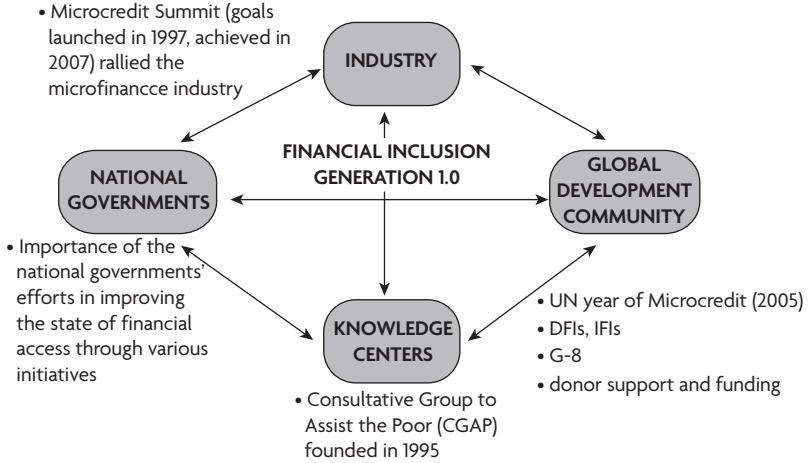 • Microcredit Summit (goals
launched in 1997, achieved in
2007) rallied the
microfinancce industry
INDUSTRY
FINANCIAL INCLUSION
GENERATION 1.0
NATIONAL
GOVERNMENTS
GLOBAL
DEVELOPMENT
COMMUNITY
• Importance of the
national governments’
efforts in improving
the state of financial
access through various
initiatives
KNOWLEDGE
CENTERS
• Consultative Group to
Assist the Poor (CGAP)
founded in 1995
• UN year of Microcredit (2005)
• DFIs, IFIs
• G-8
• donor support and funding